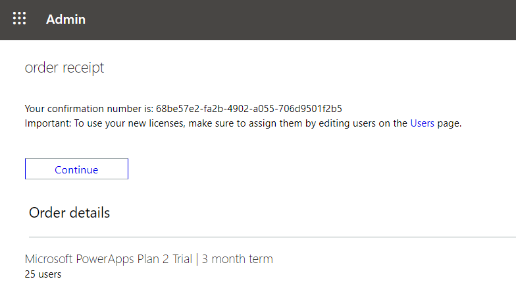 Admin
order receipt
Your confirmation number is: 68be57e2-fa2b-4902-a055-706d9501f2b5
Important: To use your new licenses, make sure to assign them by editing users on the Users page.
Continue
Order details
Microsoft PowerApps Plan 2 Trial | 3 month term
25 users